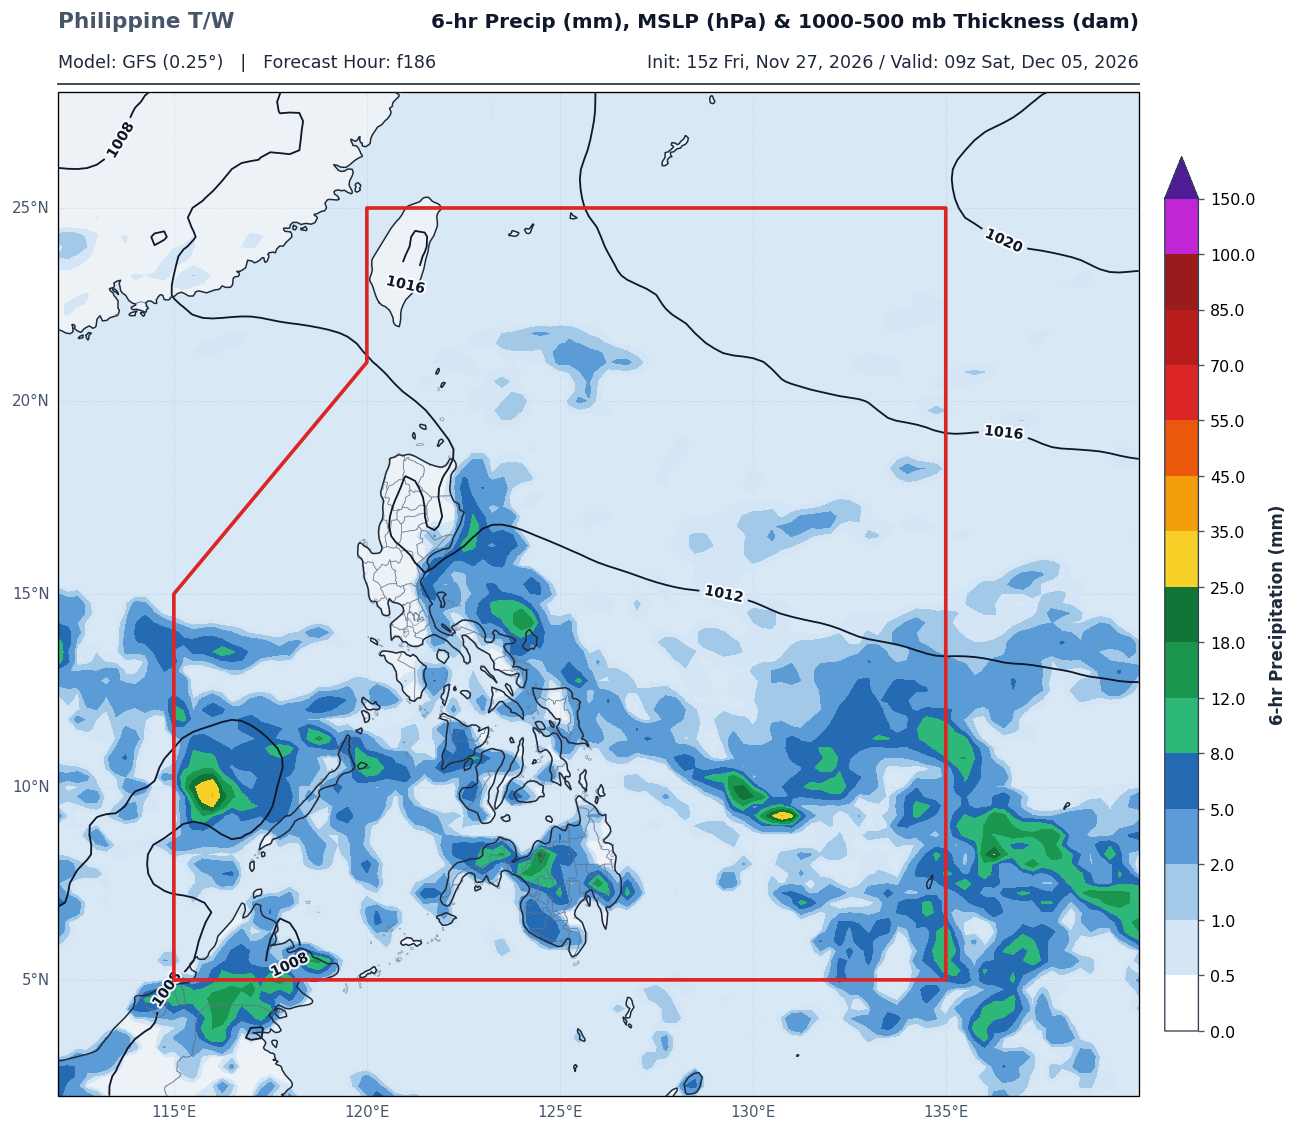 Philippine T/W
6-hr Precip (mm), MSLP (hPa) & 1000-500 mb Thickness (dam)
Model: GFS (0.25°) | Forecast Hour: f186
Init: 15z Fri, Nov 27, 2026 / Valid: 09z Sat, Dec 05, 2026
1008
1020
1016
1016
1012
1008
1008
25°N
20°N
15°N
10°N
5°N
115°E
120°E
125°E
130°E
135°E
150.0
100.0
85.0
70.0
55.0
45.0
35.0
25.0
18.0
12.0
8.0
5.0
2.0
1.0
0.5
0.0
6-hr Precipitation (mm)